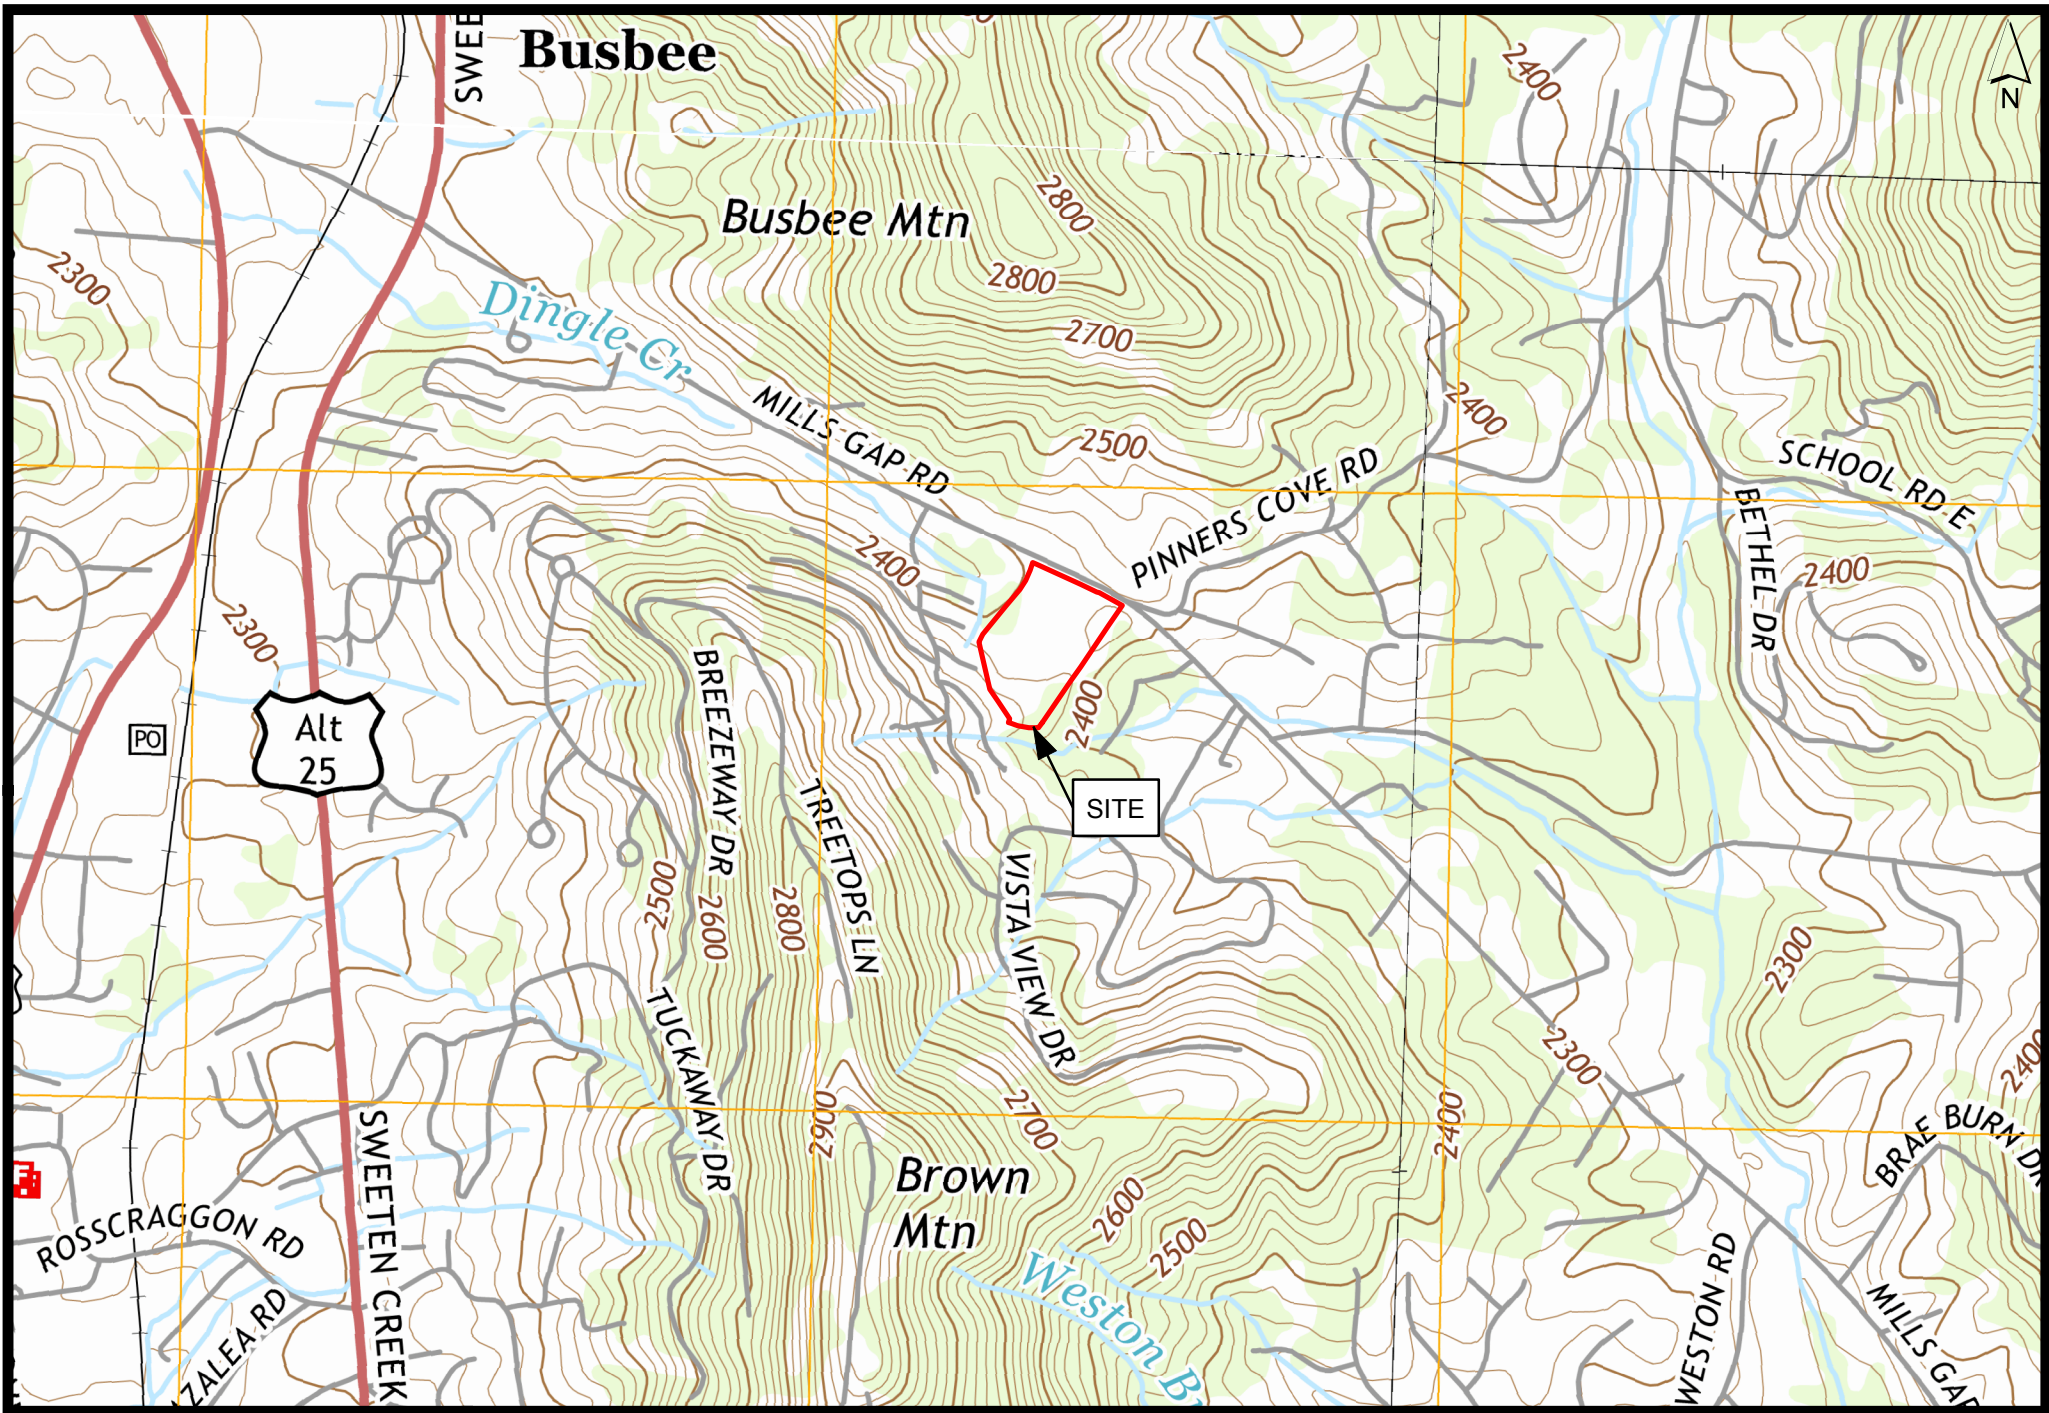 SWEE
Busbee
N
2400
2800
Busbee Mtn
2300
2800
Dingle Cr
2700
MILLS GAP RD
2400
2500
SCHOOL RD E
PINNERS COVE RD
BETHEL DR
2400
2400
2300
BREEZEWAY DR
2400
Alt
25
PO
TREETOPS LN
SITE
VISTA VIEW DR
2500
2600
2800
2300
TUCKAWAY DR
2300
2400
2600
2700
2400
SWEETEN CREEK
BRAE BURN DR
Brown
Mtn
2600
2500
ROSSCRAGGON RD
WESTON RD
Weston Br
ZALEA RD
MILLS GAP